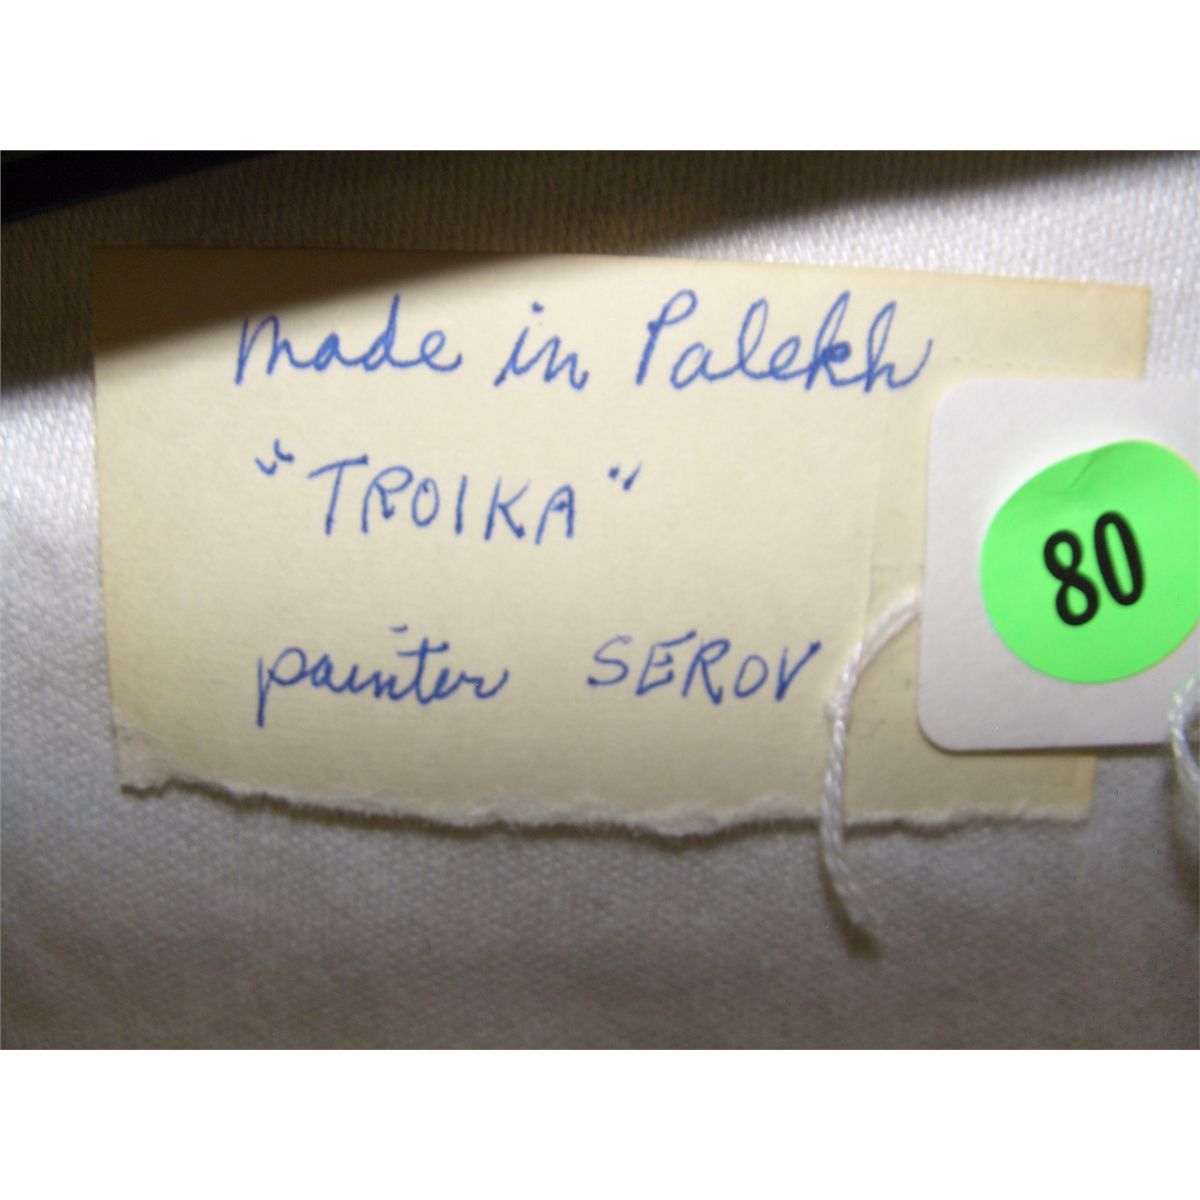 made in Palekh
"TROIKA"
painter SEROV
80